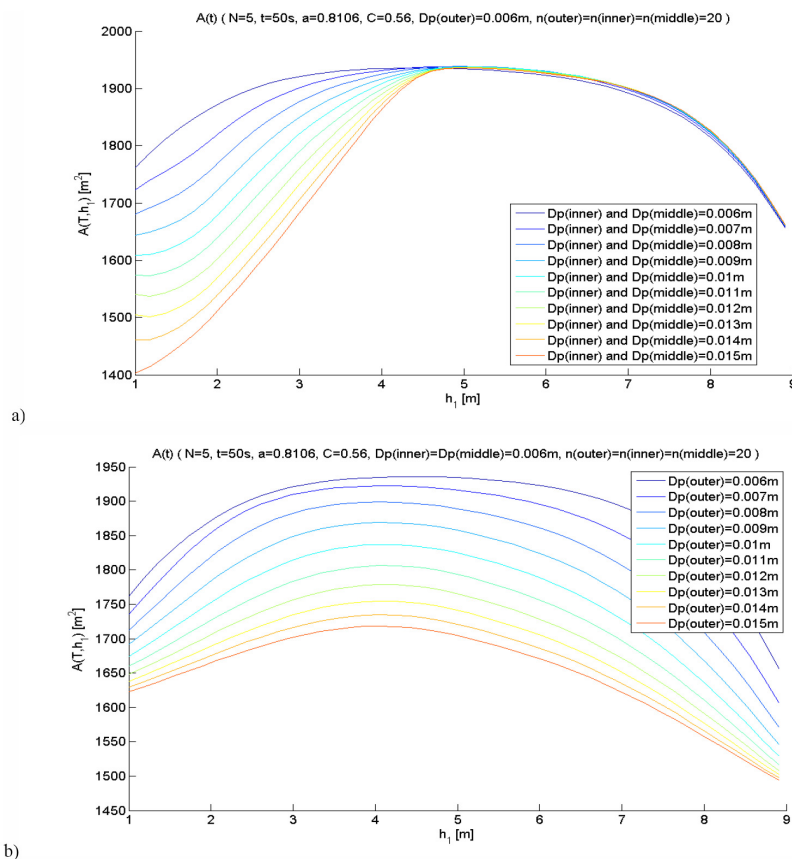 A(t) ( N=5, t=50s, a=0.8106, C=0.56, Dp(outer)=0.006m, n(outer)=n(inner)=n(middle)=20 )
2000
1900
1800
1700
1600
1500
1400
A(T,h₁) [m²]
Dp(inner) and Dp(middle)=0.006m
Dp(inner) and Dp(middle)=0.007m
Dp(inner) and Dp(middle)=0.008m
Dp(inner) and Dp(middle)=0.009m
Dp(inner) and Dp(middle)=0.01m
Dp(inner) and Dp(middle)=0.011m
Dp(inner) and Dp(middle)=0.012m
Dp(inner) and Dp(middle)=0.013m
Dp(inner) and Dp(middle)=0.014m
Dp(inner) and Dp(middle)=0.015m
1 2 3 4 5 6 7 8 9
h₁ [m]
a)
A(t) ( N=5, t=50s, a=0.8106, C=0.56, Dp(inner)=Dp(middle)=0.006m, n(outer)=n(inner)=n(middle)=20 )
1950
1900
1850
1800
1750
1700
1650
1600
1550
1500
1450
A(T,h₁) [m²]
Dp(outer)=0.006m
Dp(outer)=0.007m
Dp(outer)=0.008m
Dp(outer)=0.009m
Dp(outer)=0.01m
Dp(outer)=0.011m
Dp(outer)=0.012m
Dp(outer)=0.013m
Dp(outer)=0.014m
Dp(outer)=0.015m
1 2 3 4 5 6 7 8 9
h₁ [m]
b)